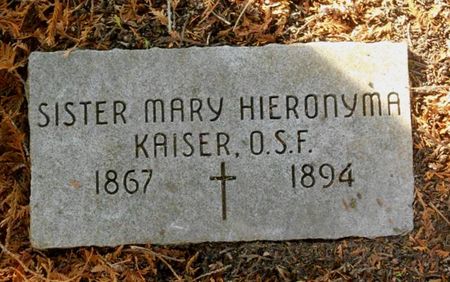 SISTER MARY HIERONYMA
KAISER, O.S.F.
1867 1894